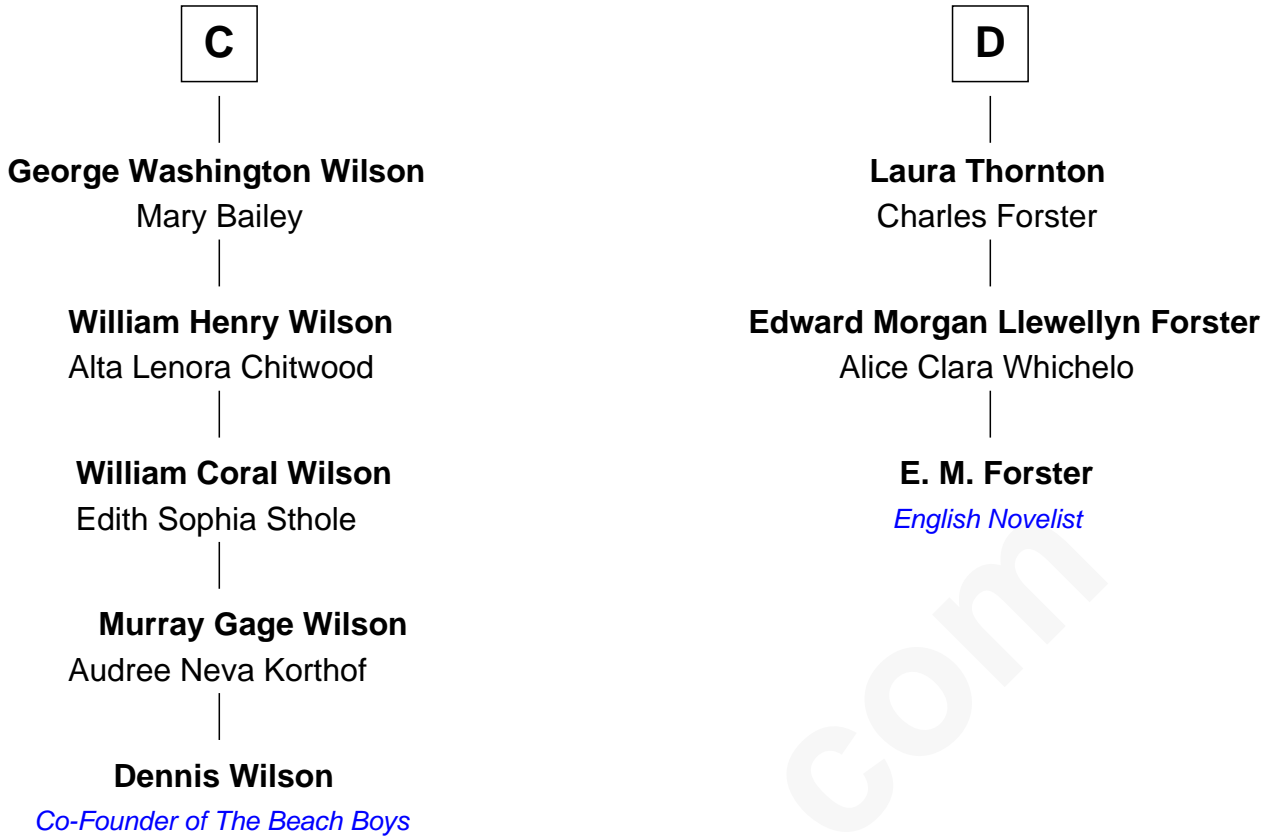 C
George Washington Wilson
Mary Bailey
William Henry Wilson
Alta Lenora Chitwood
William Coral Wilson
Edith Sophia Sthole
Murray Gage Wilson
Audree Neva Korthof
Dennis Wilson
Co-Founder of The Beach Boys
D
Laura Thornton
Charles Forster
Edward Morgan Llewellyn Forster
Alice Clara Whichelo
E. M. Forster
English Novelist
com